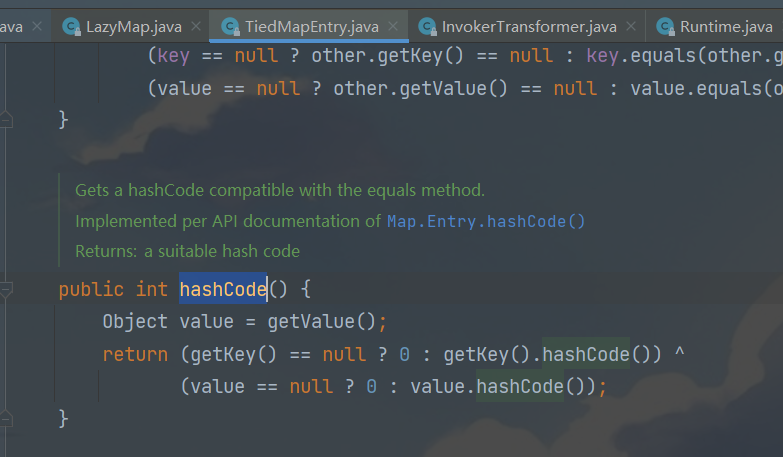 ava LazyMap.java TiedMapEntry.java InvokerTransformer.java Runtime.java
(key == null ? other.getKey() == null : key.equals(other.g
(value == null ? other.getValue() == null : value.equals(o
}
Gets a hashCode compatible with the equals method.
Implemented per API documentation of Map.Entry.hashCode()
Returns: a suitable hash code
public int hashCode() {
Object value = getValue();
return (getKey() == null ? 0 : getKey().hashCode()) ^
(value == null ? 0 : value.hashCode());
}